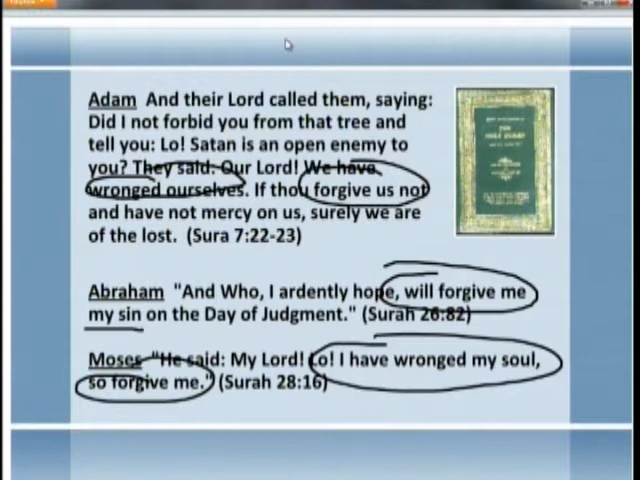 Adam And their Lord called them, saying:
Did I not forbid you from that tree and
tell you: Lo! Satan is an open enemy to
you? They said: Our Lord! We have
wronged ourselves. If thou forgive us not
and have not mercy on us, surely we are
of the lost. (Sura 7:22-23)
Abraham "And Who, I ardently hope, will forgive me
my sin on the Day of Judgment." (Surah 26:82)
Moses "He said: My Lord! Lo! I have wronged my soul,
so forgive me." (Surah 28:16)